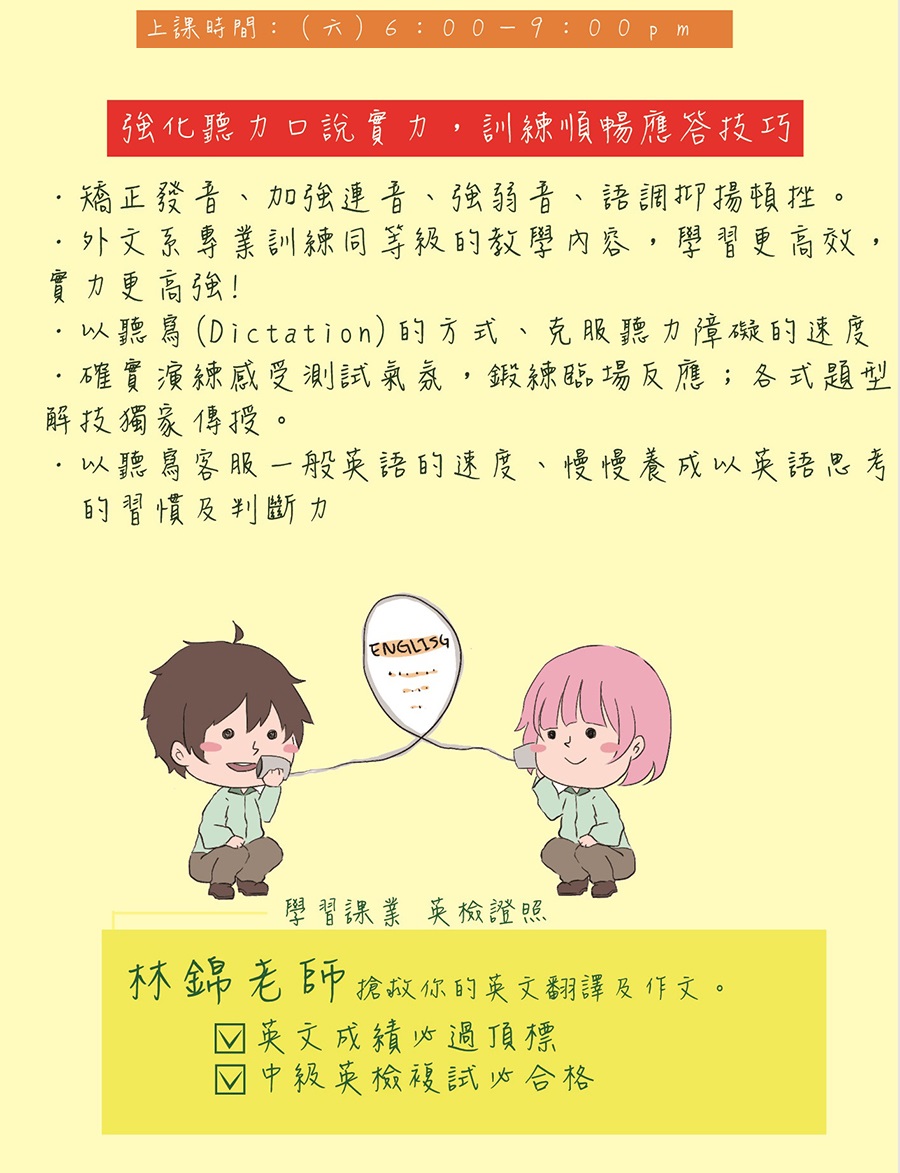 上課時間：（六）6：00－9：00pm
強化聽力口說實力，訓練順暢應答技巧
・矯正發音、加強連音、強弱音、語調抑揚頓挫。
・外文系專業訓練同等級的教學內容，學習更高效，
實力更高強!
・以聽寫(Dictation)的方式、克服聽力障礙的速度
・確實演練感受測試氣氛，鍛練臨場反應；各式題型
解技獨家傳授。
・以聽寫客服一般英語的速度、慢慢養成以英語思考
的習慣及判斷力
ENGLISG
學習課業 英檢證照
林錦老師搶救你的英文翻譯及作文。
☑英文成績必過頂標
☑中級英檢複試必合格